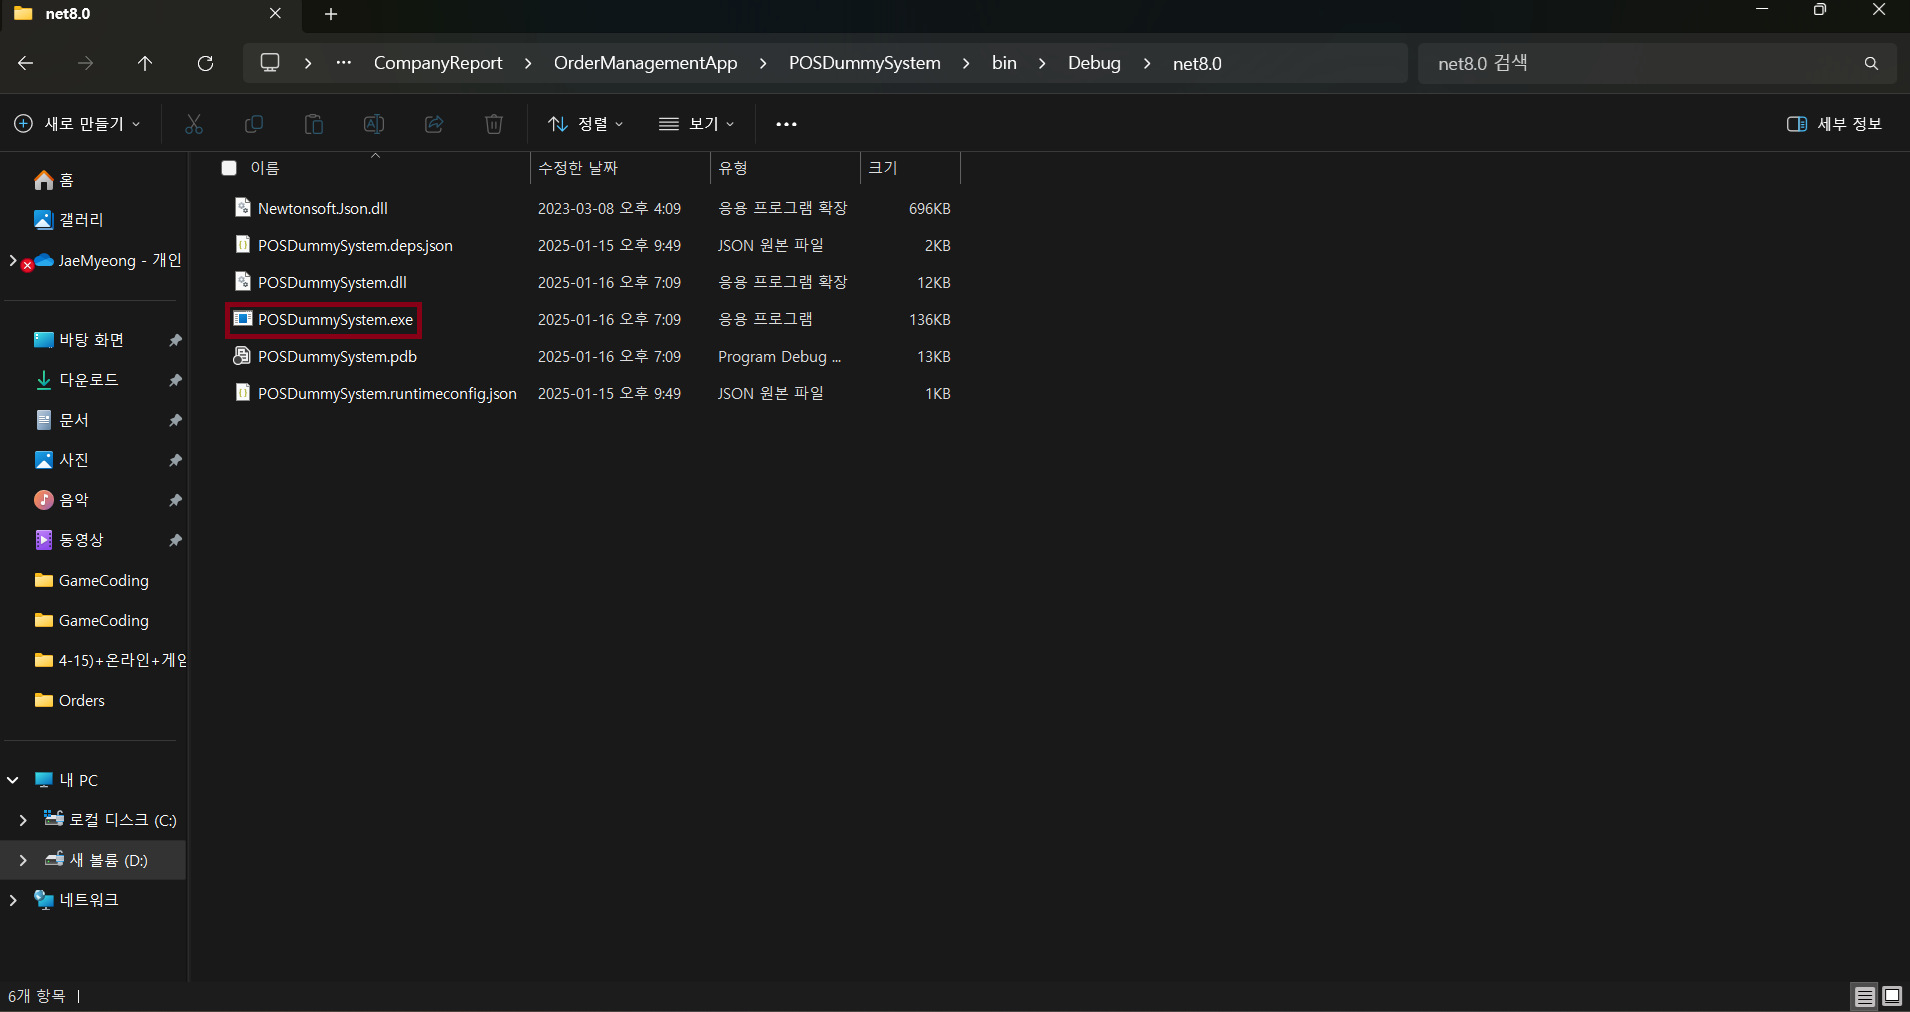 net8.0
CompanyReport > OrderManagementApp > POSDummySystem > bin > Debug > net8.0
net8.0 검색
새로 만들기
정렬
보기
세부 정보
이름 수정한 날짜 유형 크기
Newtonsoft.Json.dll 2023-03-08 오후 4:09 응용 프로그램 확장 696KB
POSDummySystem.deps.json 2025-01-15 오후 9:49 JSON 원본 파일 2KB
POSDummySystem.dll 2025-01-16 오후 7:09 응용 프로그램 확장 12KB
POSDummySystem.exe 2025-01-16 오후 7:09 응용 프로그램 136KB
POSDummySystem.pdb 2025-01-16 오후 7:09 Program Debug ... 13KB
POSDummySystem.runtimeconfig.json 2025-01-15 오후 9:49 JSON 원본 파일 1KB
홈
갤러리
JaeMyeong - 개인
바탕 화면
다운로드
문서
사진
음악
동영상
GameCoding
GameCoding
4-15)+온라인+게임
Orders
내 PC
로컬 디스크 (C:)
새 볼륨 (D:)
네트워크
6개 항목